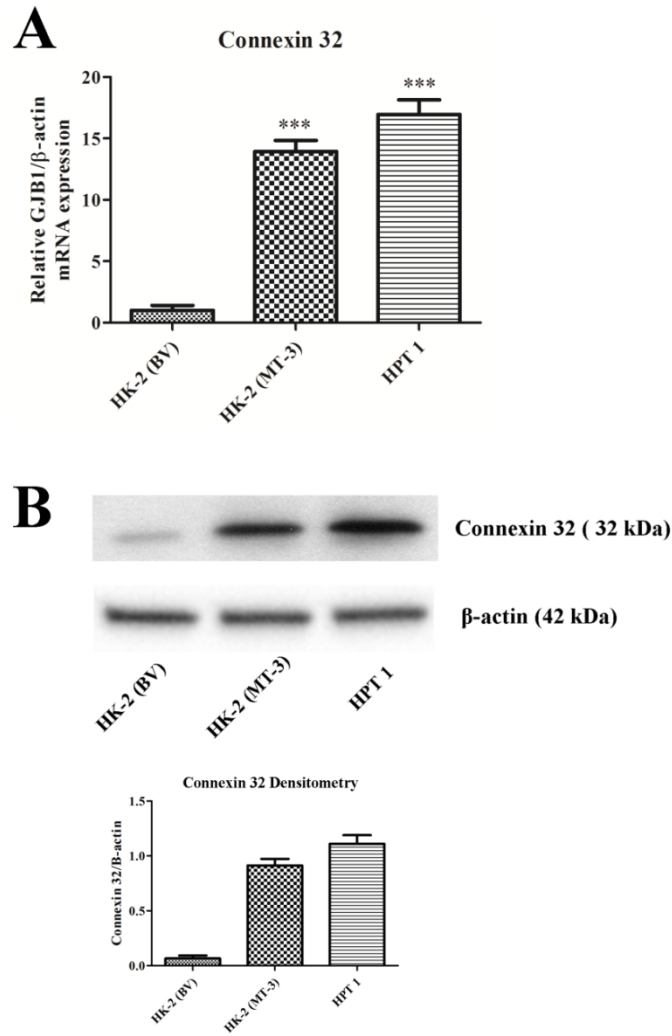 A
Connexin 32
Relative GJB1/β-actin
mRNA expression
20
15
10
5
0
***
***
HK-2 (BV)
HK-2 (MT-3)
HPT 1
B
Connexin 32 ( 32 kDa)
β-actin (42 kDa)
HK-2 (BV)
HK-2 (MT-3)
HPT 1
Connexin 32 Densitometry
Connexin 32/B-actin
1.5
1.0
0.5
0.0
HK-2 (BV)
HK-2 (MT-3)
HPT 1